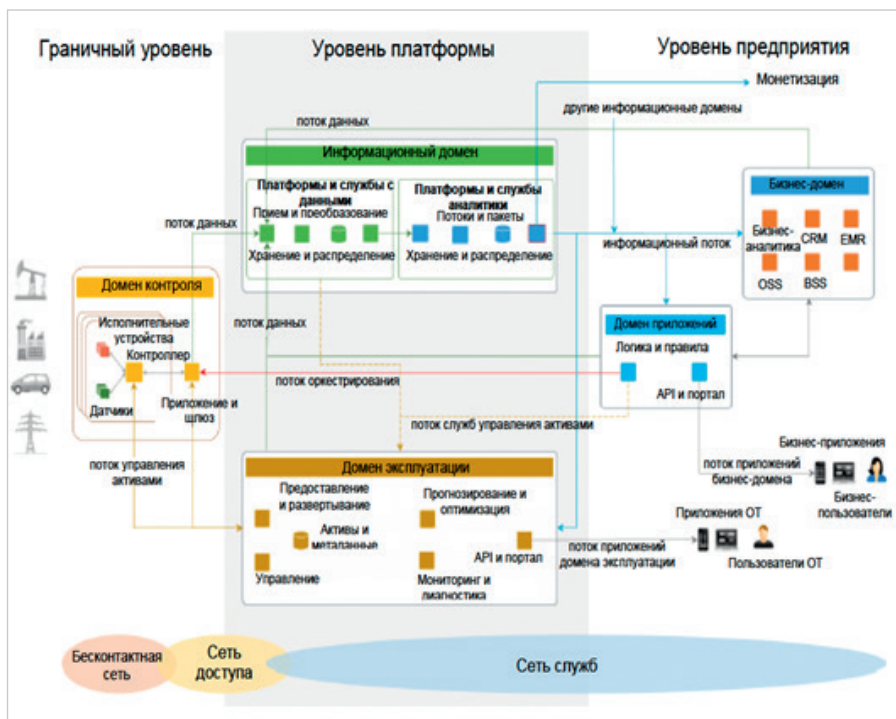 Граничный уровень
Уровень платформы
Уровень предприятия
Монетизация
другие информационные домены
поток данных
Информационный домен
Платформы и службы с
данными
Прием и преобразование
Хранение и распределение
Платформы и службы
аналитики
Потоки и пакеты
Хранение и распределение
Бизнес-домен
Бизнес-
аналитика
CRM
EMR
OSS
BSS
поток данных
информационный поток
Домен контроля
Исполнительные
устройства
Контроллер
Датчики
Приложение и
шлюз
поток данных
Домен приложений
Логика и правила
API и портал
поток оркестрирования
поток служб управления активами
поток управления
активами
Домен эксплуатации
Предоставление
и развертывание
Активы и
метаданные
Управление
Прогнозирование и
оптимизация
API и портал
Мониторинг и
диагностика
поток приложений
бизнес-домена
Бизнес-приложения
Бизнес-
пользователи
поток приложений
домена эксплуатации
Приложения ОТ
Пользователи ОТ
Бесконтактная
сеть
Сеть
доступа
Сеть служб